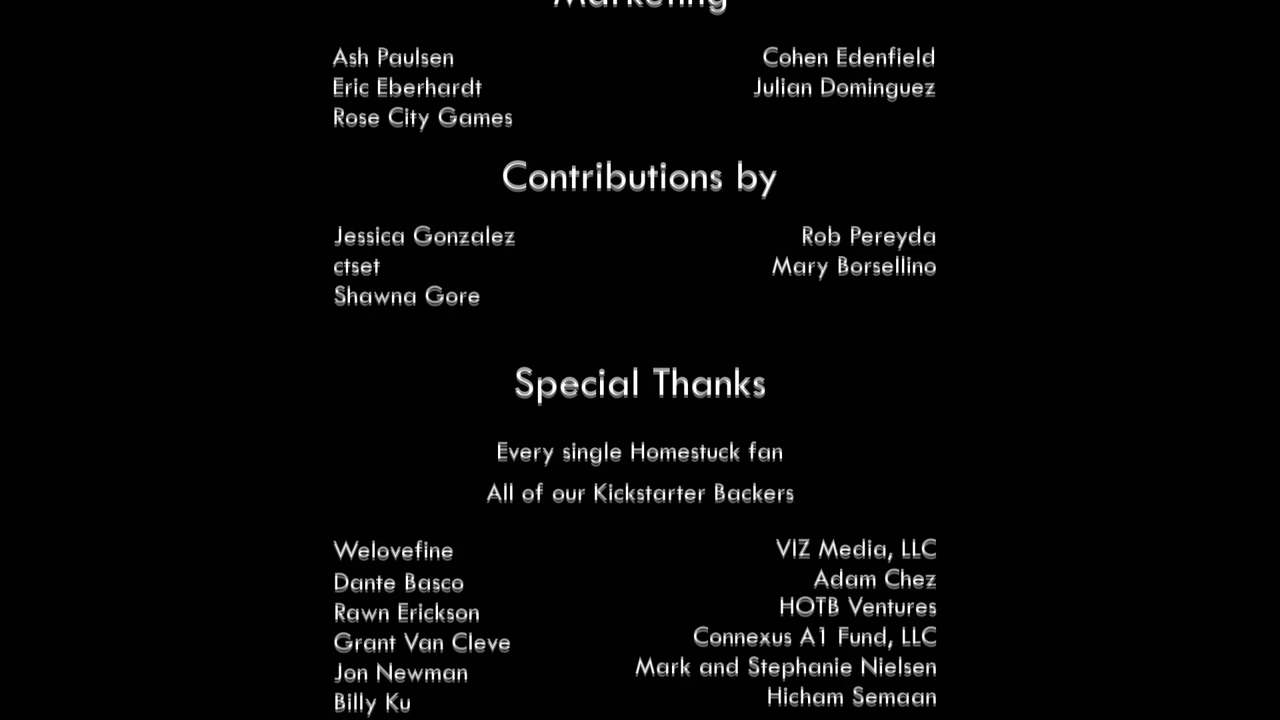 Marketing
Ash Paulsen
Eric Eberhardt
Rose City Games
Cohen Edenfield
Julian Dominguez
Contributions by
Jessica Gonzalez
ctset
Shawna Gore
Rob Pereyda
Mary Borsellino
Special Thanks
Every single Homestuck fan
All of our Kickstarter Backers
Welovefine
Dante Basco
Rawn Erickson
Grant Van Cleve
Jon Newman
Billy Ku
VIZ Media, LLC
Adam Chez
HOTB Ventures
Connexus A1 Fund, LLC
Mark and Stephanie Nielsen
Hicham Semaan